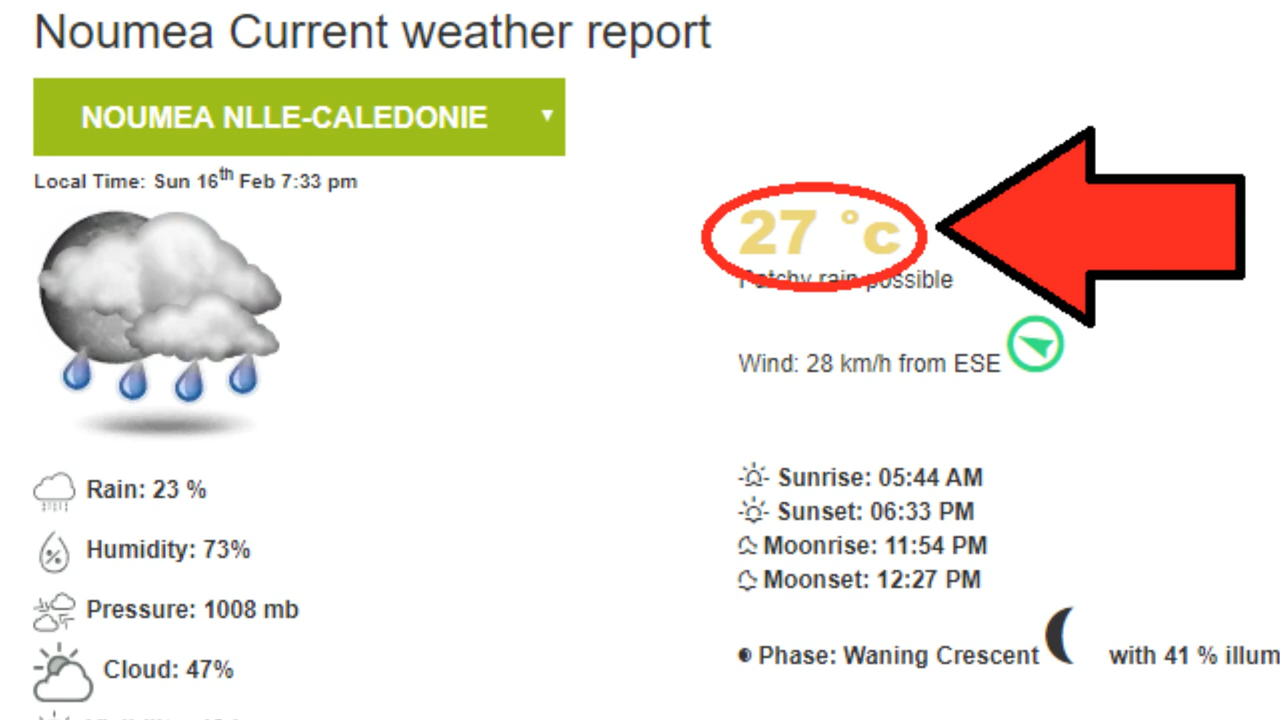 Noumea Current weather report
NOUMEA NLLE-CALEDONIE
Local Time: Sun 16th Feb 7:33 pm
27 °c
Patchy rain possible
Wind: 28 km/h from ESE
Rain: 23 %
Humidity: 73%
Pressure: 1008 mb
Cloud: 47%
Sunrise: 05:44 AM
Sunset: 06:33 PM
Moonrise: 11:54 PM
Moonset: 12:27 PM
Phase: Waning Crescent with 41 % illum